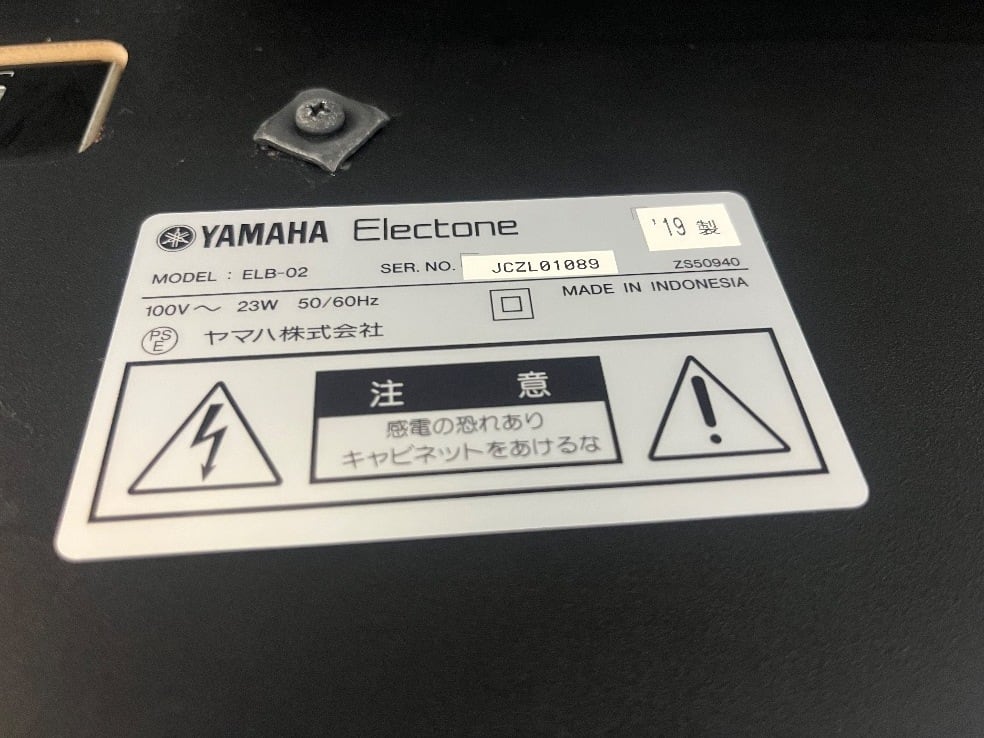 YAMAHA Electone '19 製
MODEL : ELB-02 SER. NO. JCZL01089 ZS50940
100V～ 23W 50/60Hz MADE IN INDONESIA
PSE ヤマハ株式会社
注意
感電の恐れあり
キャビネットをあけるな